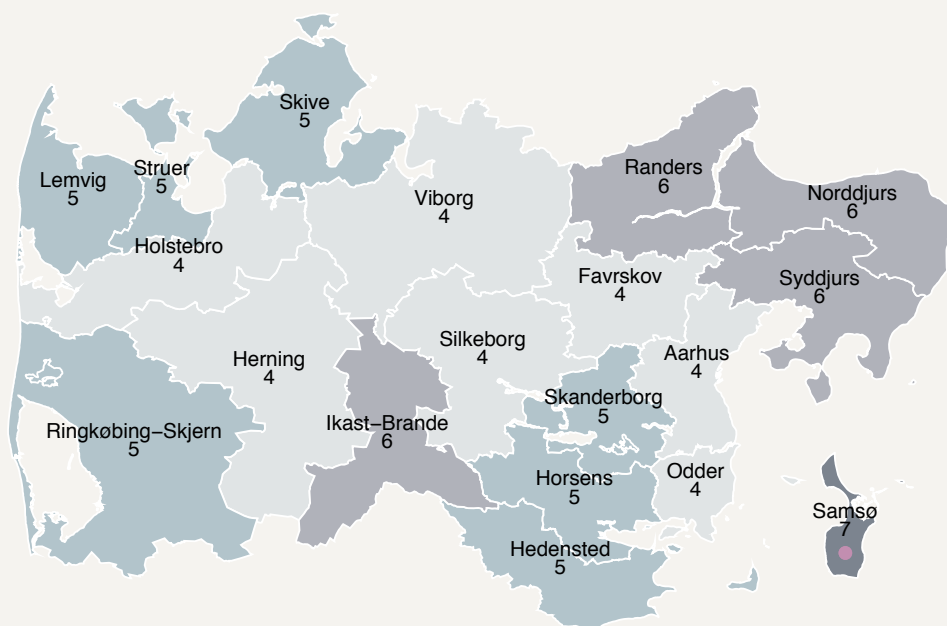 Skive
5
Struer
5
Lemvig
5
Randers
6
Viborg
4
Norddjurs
6
Holstebro
4
Favrskov
4
Syddjurs
6
Silkeborg
4
Aarhus
4
Herning
4
Skanderborg
5
Ikast–Brande
6
Ringkøbing–Skjern
5
Horsens
5
Odder
4
Samsø
7
Hedensted
5